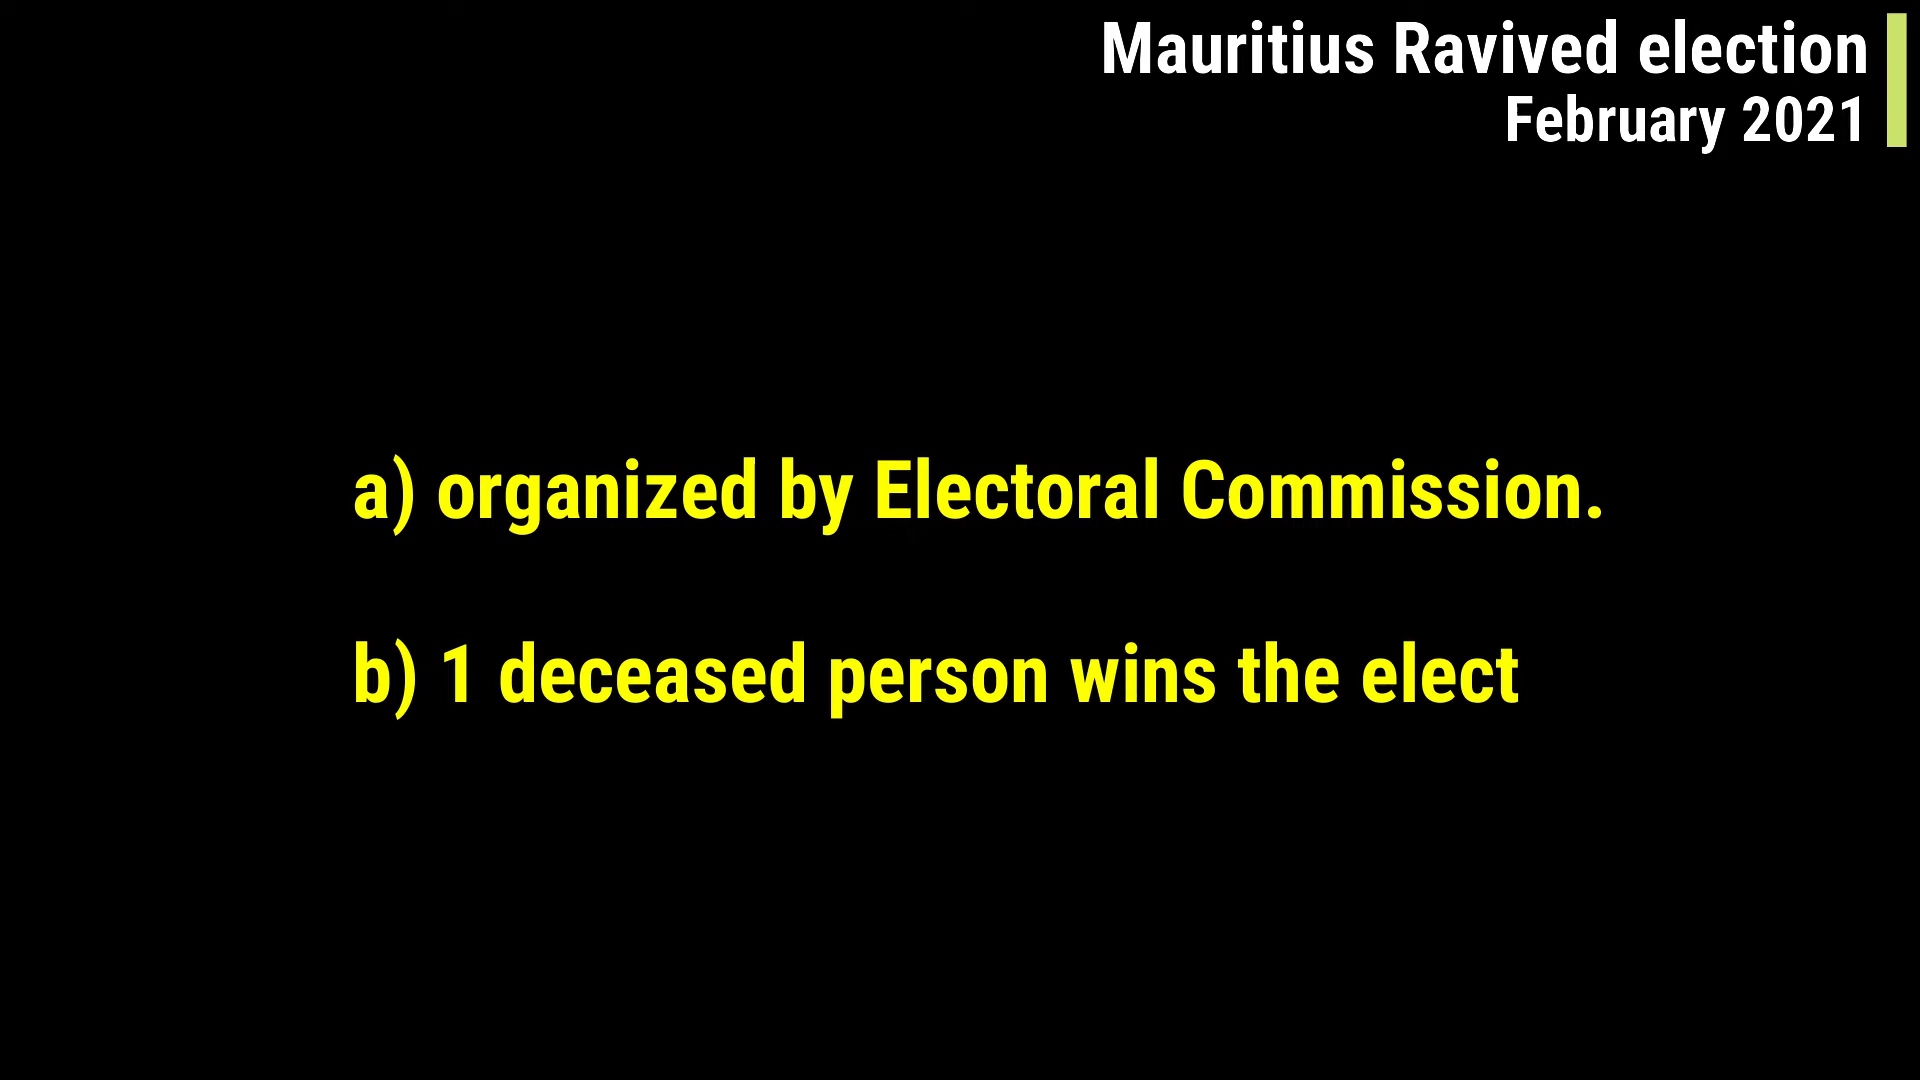 Mauritius Ravived election
February 2021
a) organized by Electoral Commission.
b) 1 deceased person wins the elect